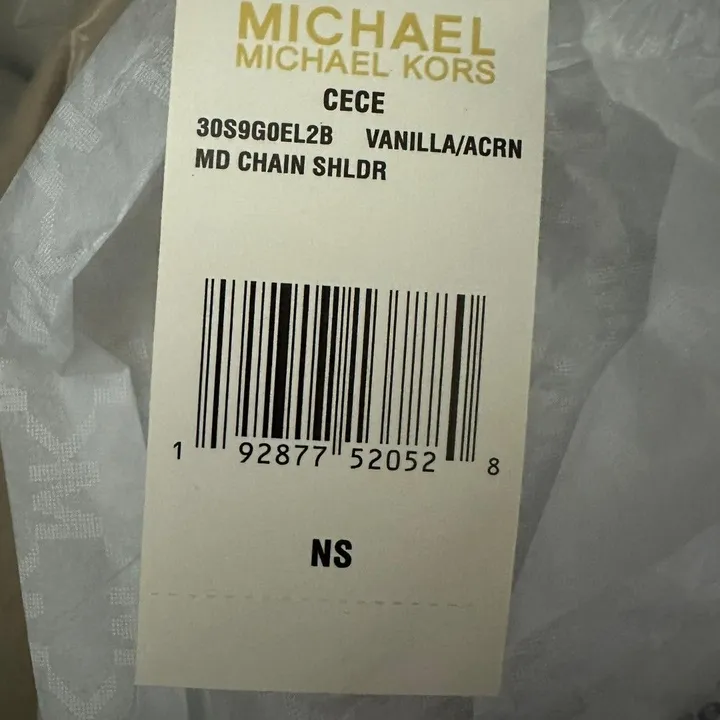 MICHAEL
MICHAEL KORS
CECE
30S9G0EL2B VANILLA/ACRN
MD CHAIN SHLDR
1 92877 52052 8
NS